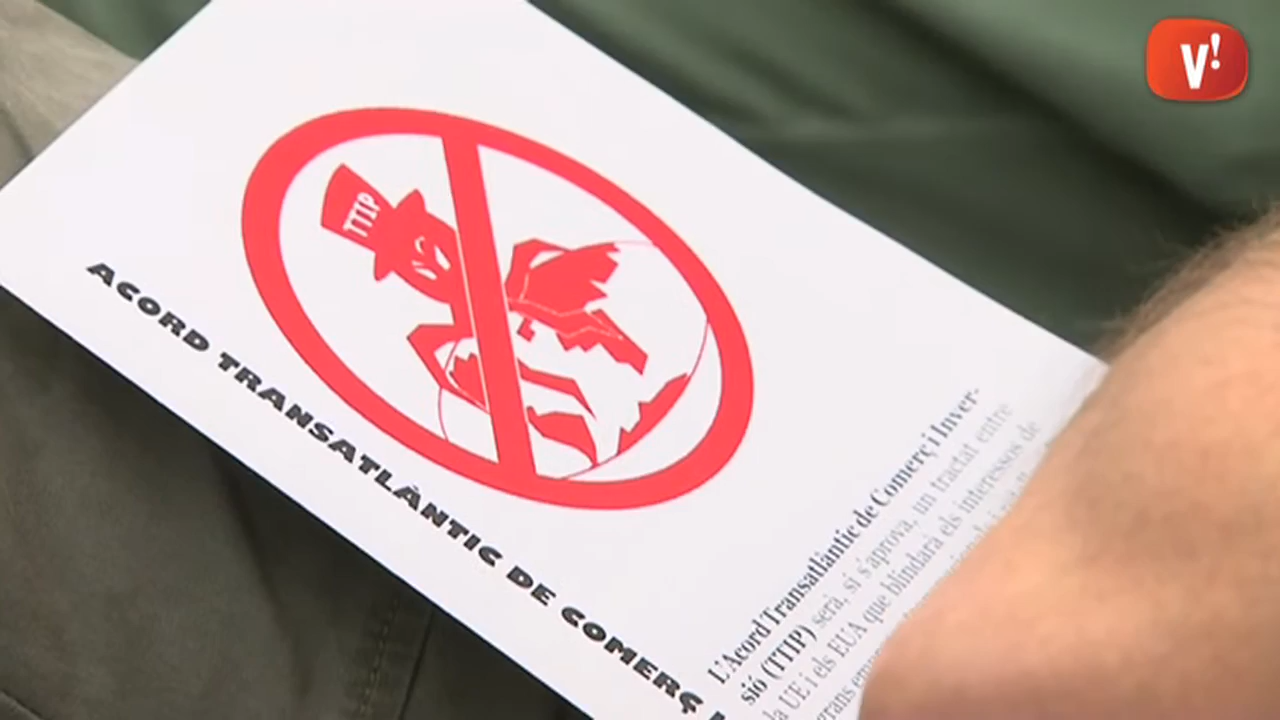 V!
TTIP
ACORD TRANSATLÀNTIC DE COMERÇ
L'Acord Transatlàntic de Comerç i Inver-
sió (TTIP) serà, si s'aprova, un tractat entre
la UE i els EUA que blindarà els interessos de
grans